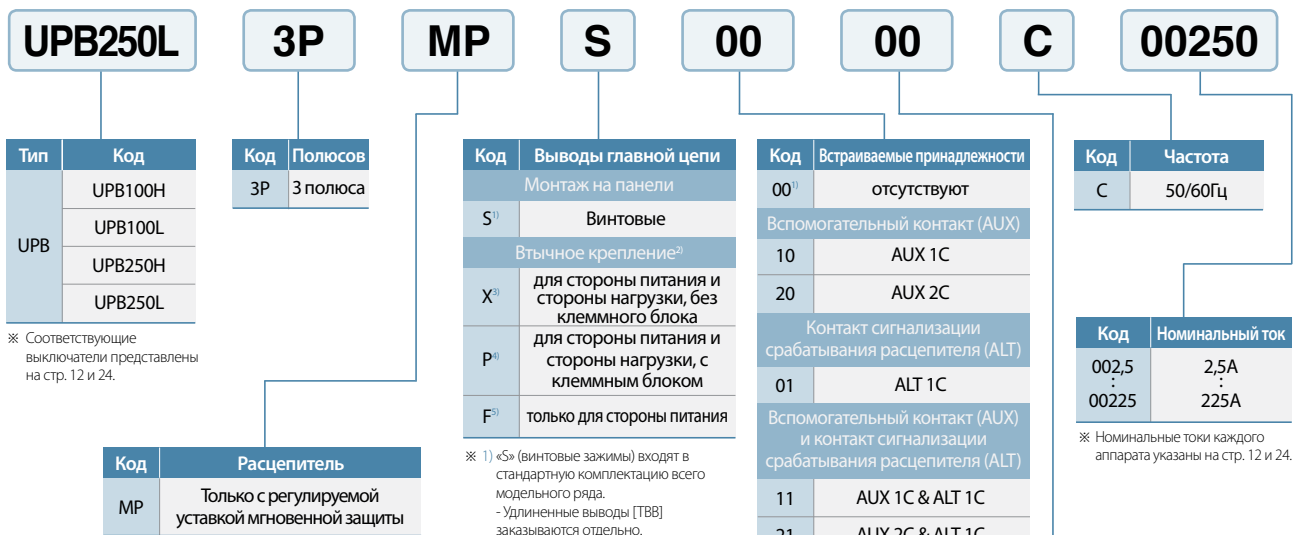 UPB250L 3P MP S 00 00 C 00250
Тип Код
UPB
UPB100H
UPB100L
UPB250H
UPB250L
※ Соответствующие
выключатели представлены
на стр. 12 и 24.
Код Полюсов
3P 3 полюса
Код Расцепитель
MP
Только с регулируемой
уставкой мгновенной защиты
Код Выводы главной цепи
Монтаж на панели
S1) Винтовые
Втычное крепление2)
X3)
для стороны питания и
стороны нагрузки, без
клеммного блока
P4)
для стороны питания и
стороны нагрузки, с
клеммным блоком
F5) только для стороны питания
※ 1) «S» (винтовые зажимы) входят в
стандартную комплектацию всего
модельного ряда.
- Удлиненные выводы [TBB]
заказываются отдельно.
Код Встраиваемые принадлежности
001) отсутствуют
Вспомогательный контакт (AUX)
10 AUX 1C
20 AUX 2C
Контакт сигнализации
срабатывания расцепителя (ALT)
01 ALT 1C
Вспомогательный контакт (AUX)
и контакт сигнализации
срабатывания расцепителя (ALT)
11 AUX 1C & ALT 1C
21 AUX 2C & ALT 1C
Код Частота
C 50/60Гц
Код Номинальный ток
002,5 2,5A
: :
00225 225A
※ Номинальные токи каждого
аппарата указаны на стр. 12 и 24.